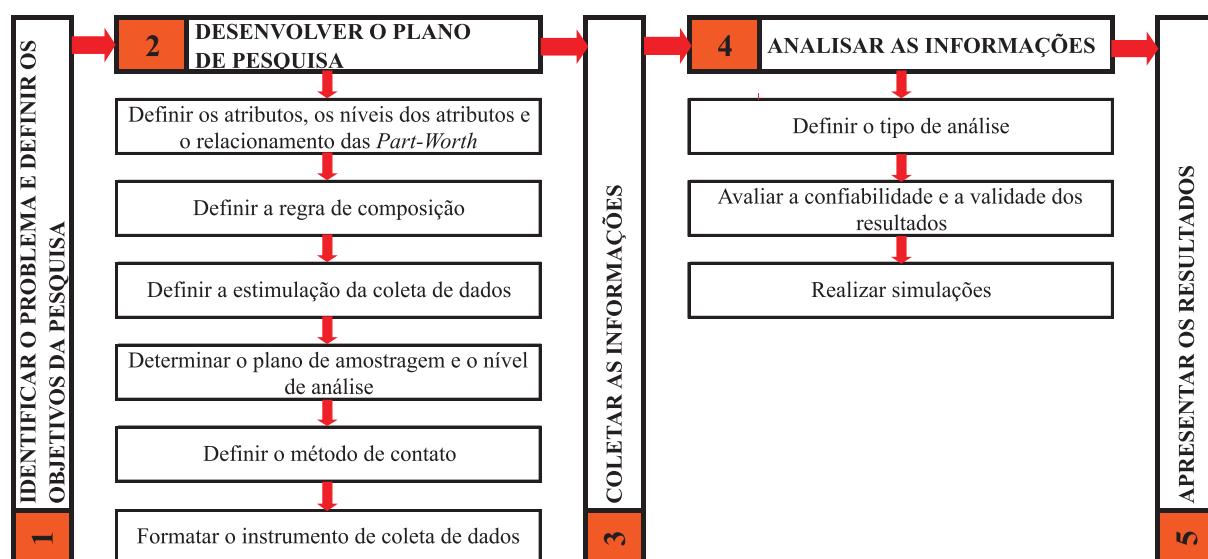 1
IDENTIFICAR O PROBLEMA E DEFINIR OS
OBJETIVOS DA PESQUISA
2
DESENVOLVER O PLANO
DE PESQUISA
Definir os atributos, os níveis dos atributos e
o relacionamento das Part-Worth
Definir a regra de composição
Definir a estimulação da coleta de dados
Determinar o plano de amostragem e o nível
de análise
Definir o método de contato
Formatar o instrumento de coleta de dados
3
COLETAR AS INFORMAÇÕES
4
ANALISAR AS INFORMAÇÕES
Definir o tipo de análise
Avaliar a confiabilidade e a validade dos
resultados
Realizar simulações
5
APRESENTAR OS RESULTADOS